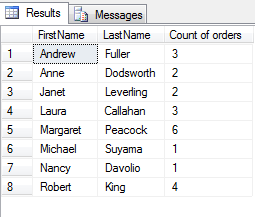 Results Messages
FirstName LastName Count of orders
1 Andrew Fuller 3
2 Anne Dodsworth 2
3 Janet Leverling 2
4 Laura Callahan 3
5 Margaret Peacock 6
6 Michael Suyama 1
7 Nancy Davolio 1
8 Robert King 4